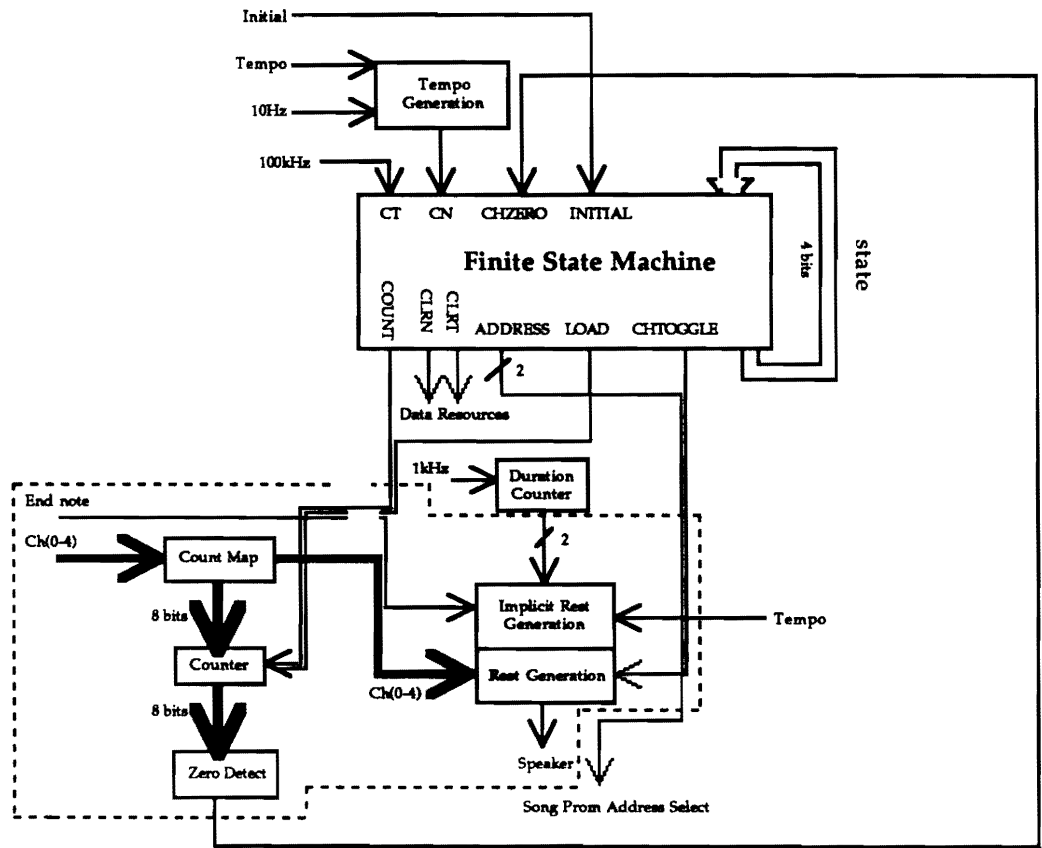 Initial
Tempo
Tempo
Generation
10Hz
100kHz
CT CN CHZERO INITIAL
Finite State Machine
4 bits
state
COUNT
CLRN
CLRT
ADDRESS LOAD CHTOGGLE
2
Data Resources
1kHz
Duration
Counter
End note
2
Ch(0-4)
Count Map
8 bits
Implicit Rest
Generation
Tempo
Counter
Rest Generation
Ch(0-4)
8 bits
Zero Detect
Speaker
Song Prom Address Select